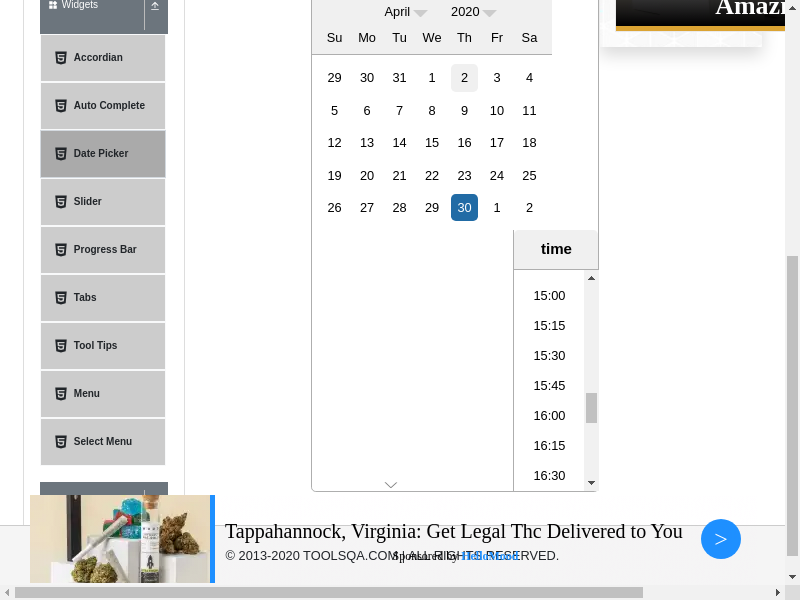 Widgets
Accordian
Auto Complete
Date Picker
Slider
Progress Bar
Tabs
Tool Tips
Menu
Select Menu
April 2020
Su Mo Tu We Th Fr Sa
29 30 31 1 2 3 4
5 6 7 8 9 10 11
12 13 14 15 16 17 18
19 20 21 22 23 24 25
26 27 28 29 30 1 2
time
15:00
15:15
15:30
15:45
16:00
16:15
16:30
Amazi
Tappahannock, Virginia: Get Legal Thc Delivered to You
>
© 2013-2020 TOOLSQA.COM | ALL RIGHTS RESERVED.